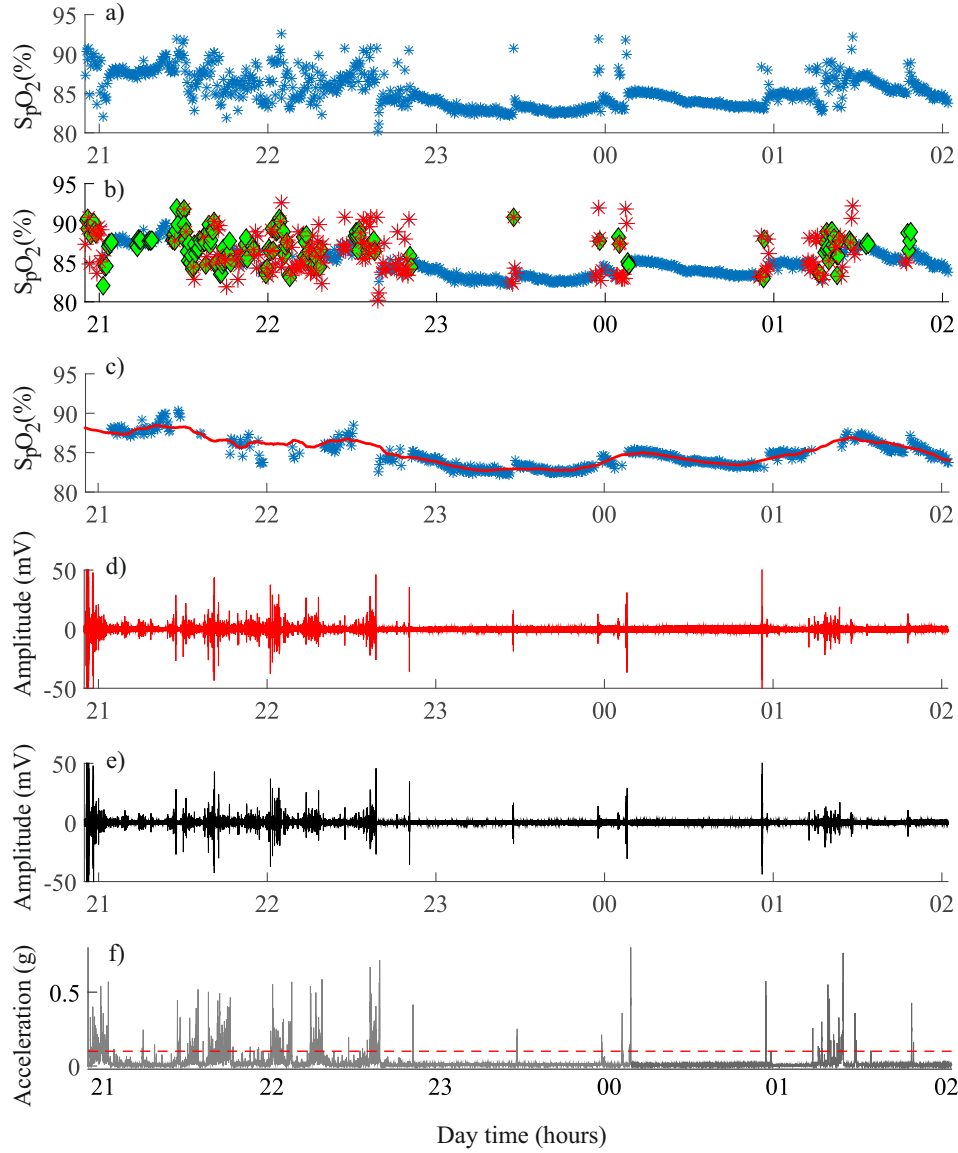 a)
SpO2(%)
95
90
85
80
21 22 23 00 01 02
b)
SpO2(%)
95
90
85
80
21 22 23 00 01 02
c)
SpO2(%)
95
90
85
80
21 22 23 00 01 02
d)
Amplitude (mV)
50
0
-50
21 22 23 00 01 02
e)
Amplitude (mV)
50
0
-50
21 22 23 00 01 02
f)
Acceleration (g)
0.5
0
21 22 23 00 01 02
Day time (hours)